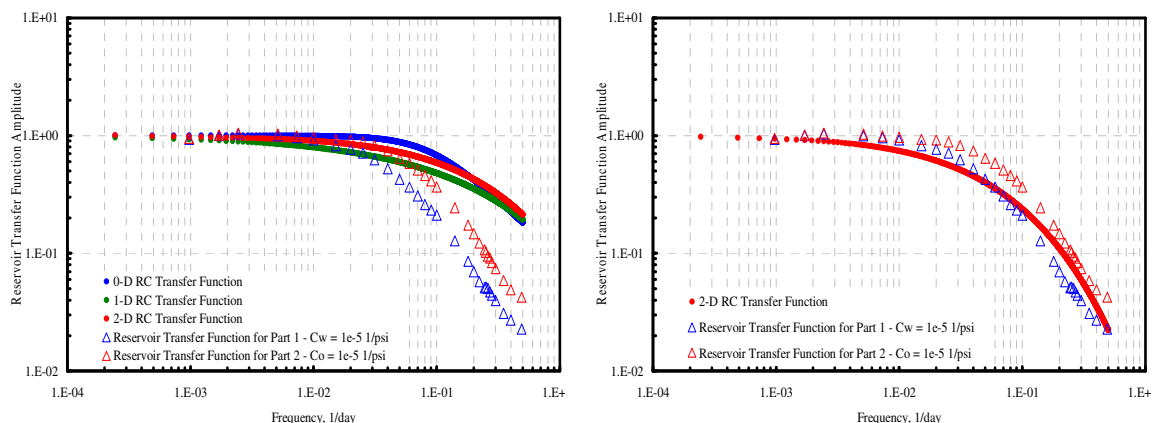 1.E+01
1.E+00
1.E-01
1.E-02
Reservoir Transfer Function Amplitude
0-D RC Transfer Function
1-D RC Transfer Function
2-D RC Transfer Function
Reservoir Transfer Function for Part 1 - Cw = 1e-5 1/psi
Reservoir Transfer Function for Part 2 - Co = 1e-5 1/psi
1.E-04 1.E-03 1.E-02 1.E-01 1.E+
Frequency, 1/day
1.E+01
1.E+00
1.E-01
1.E-02
Reservoir Transfer Function Amplitude
2-D RC Transfer Function
Reservoir Transfer Function for Part 1 - Cw = 1e-5 1/psi
Reservoir Transfer Function for Part 2 - Co = 1e-5 1/psi
1.E-04 1.E-03 1.E-02 1.E-01 1.E+
Frequency, 1/day